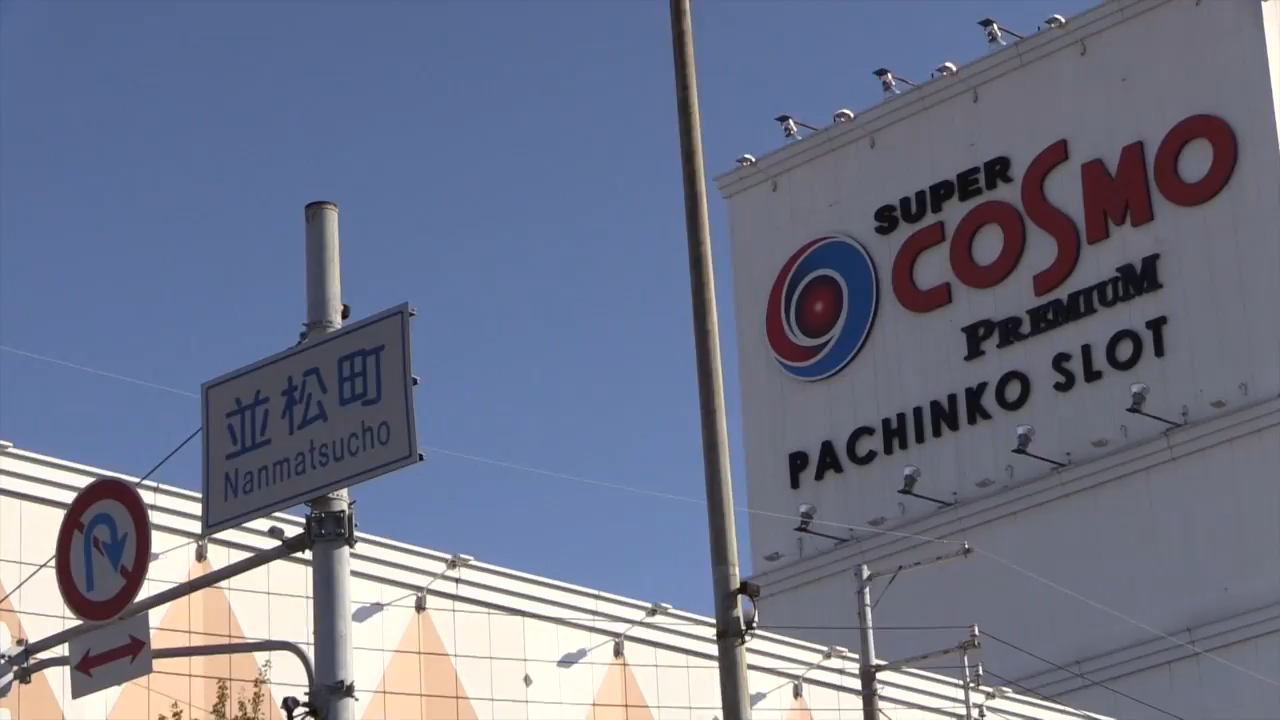 並松町
Nanmatsucho
SUPER
COSMO
PREMIUM
PACHINKO SLOT